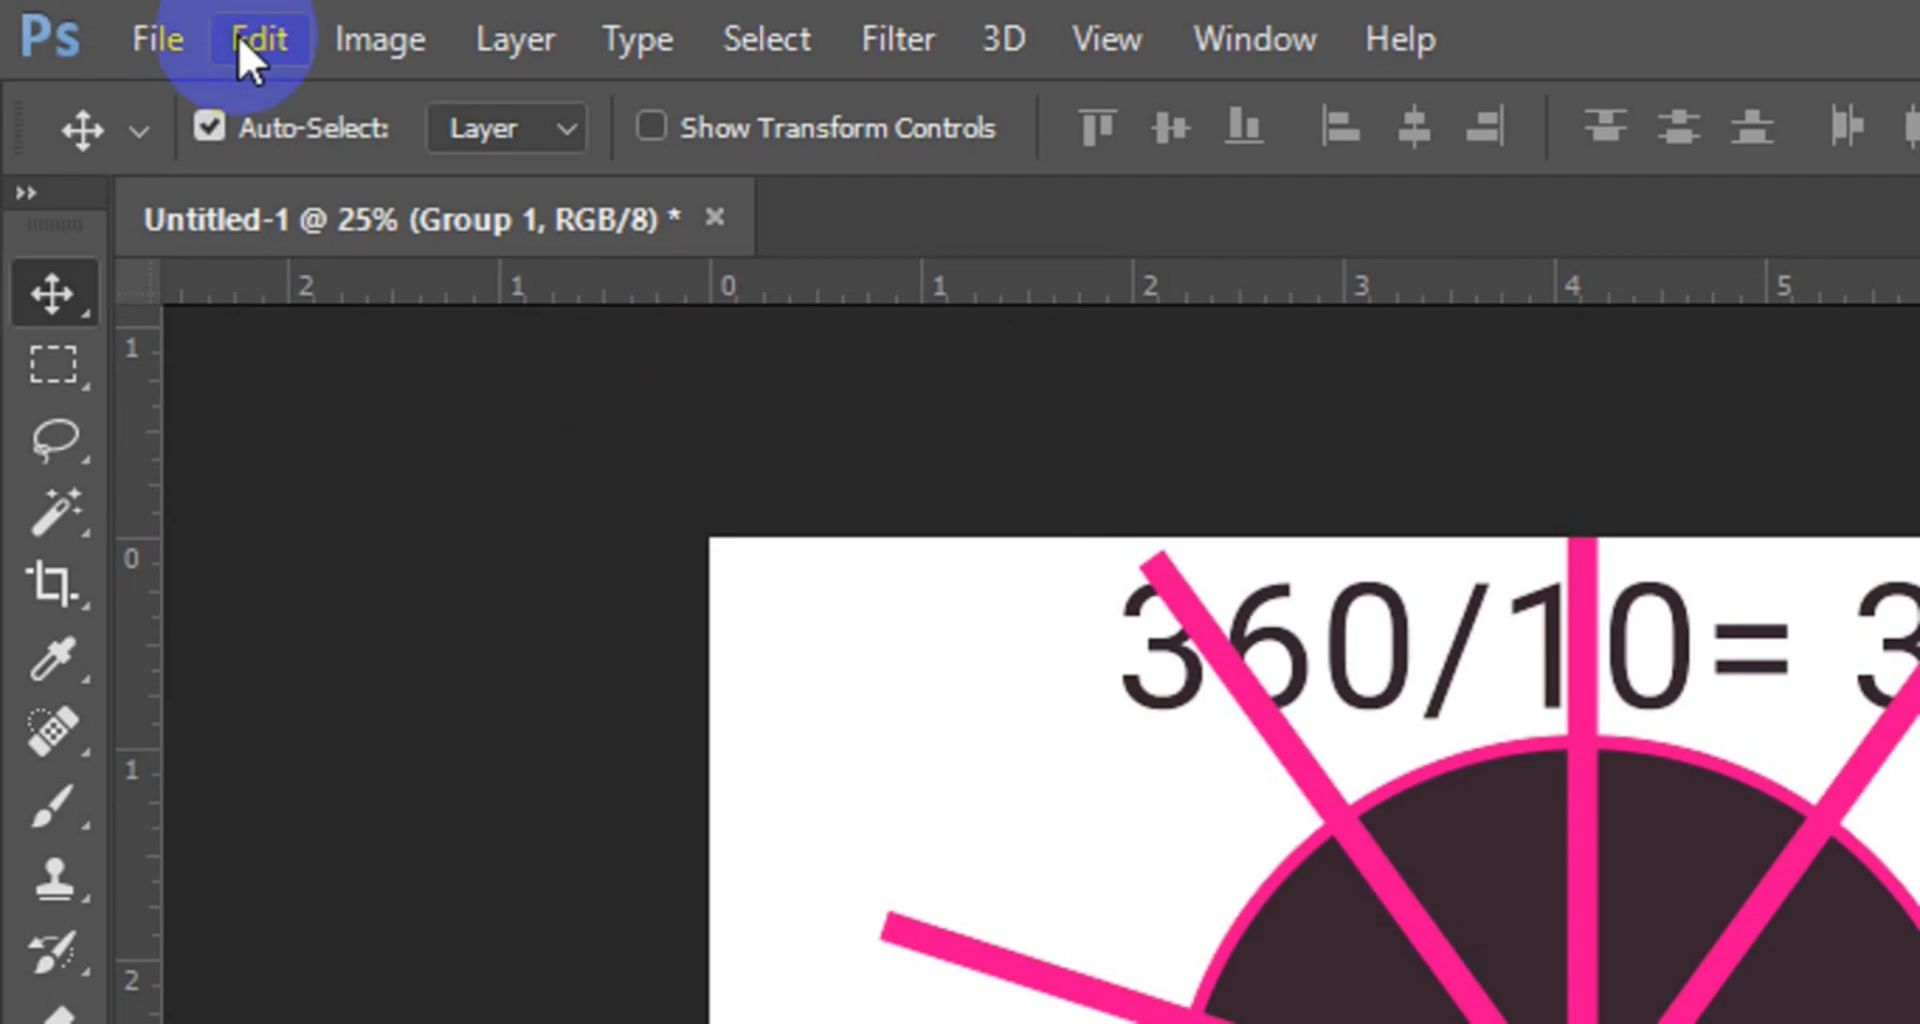 Ps File Edit Image Layer Type Select Filter 3D View Window Help
Auto-Select: Layer Show Transform Controls
Untitled-1 @ 25% (Group 1, RGB/8) * ×
2 1 0 1 2 3 4 5
1
0
1
2
360/10= 3